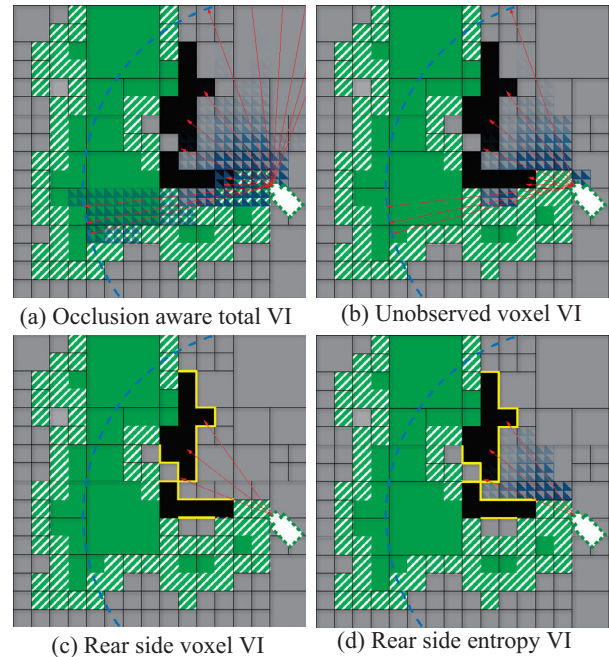 (a) Occlusion aware total VI
(b) Unobserved voxel VI
(c) Rear side voxel VI
(d) Rear side entropy VI